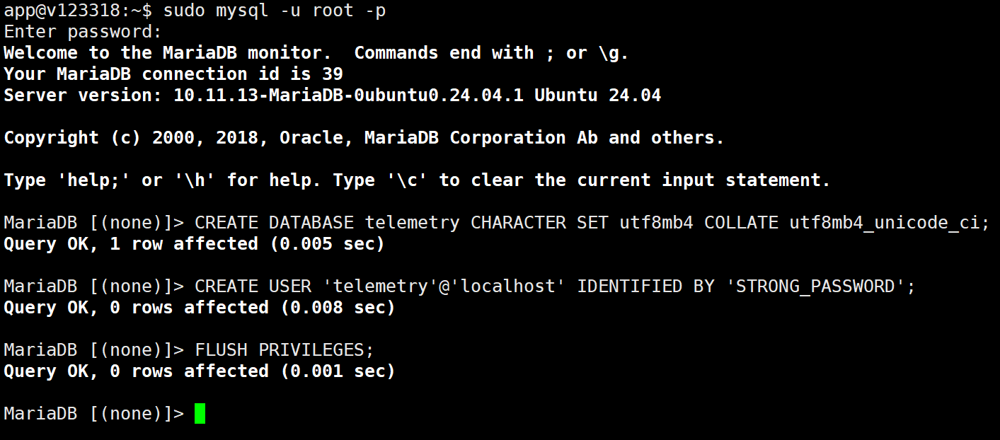 app@v123318:~$ sudo mysql -u root -p
Enter password:
Welcome to the MariaDB monitor.  Commands end with ; or \g.
Your MariaDB connection id is 39
Server version: 10.11.13-MariaDB-0ubuntu0.24.04.1 Ubuntu 24.04

Copyright (c) 2000, 2018, Oracle, MariaDB Corporation Ab and others.

Type 'help;' or '\h' for help. Type '\c' to clear the current input statement.

MariaDB [(none)]> CREATE DATABASE telemetry CHARACTER SET utf8mb4 COLLATE utf8mb4_unicode_ci;
Query OK, 1 row affected (0.005 sec)

MariaDB [(none)]> CREATE USER 'telemetry'@'localhost' IDENTIFIED BY 'STRONG_PASSWORD';
Query OK, 0 rows affected (0.008 sec)

MariaDB [(none)]> FLUSH PRIVILEGES;
Query OK, 0 rows affected (0.001 sec)

MariaDB [(none)]>